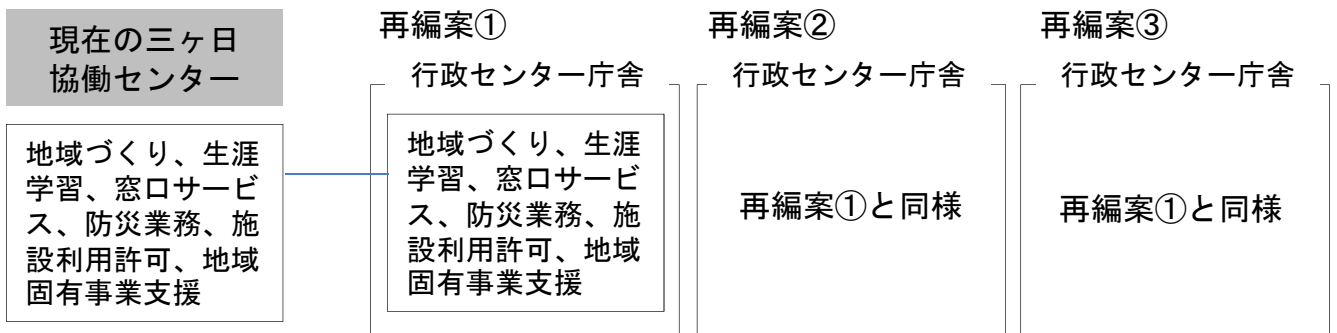 現在の三ヶ日
協働センター
地域づくり、生涯
学習、窓口サービ
ス、防災業務、施
設利用許可、地域
固有事業支援
再編案①
行政センター庁舎
地域づくり、生涯
学習、窓口サービ
ス、防災業務、施
設利用許可、地域
固有事業支援
再編案②
行政センター庁舎
再編案①と同様
再編案③
行政センター庁舎
再編案①と同様